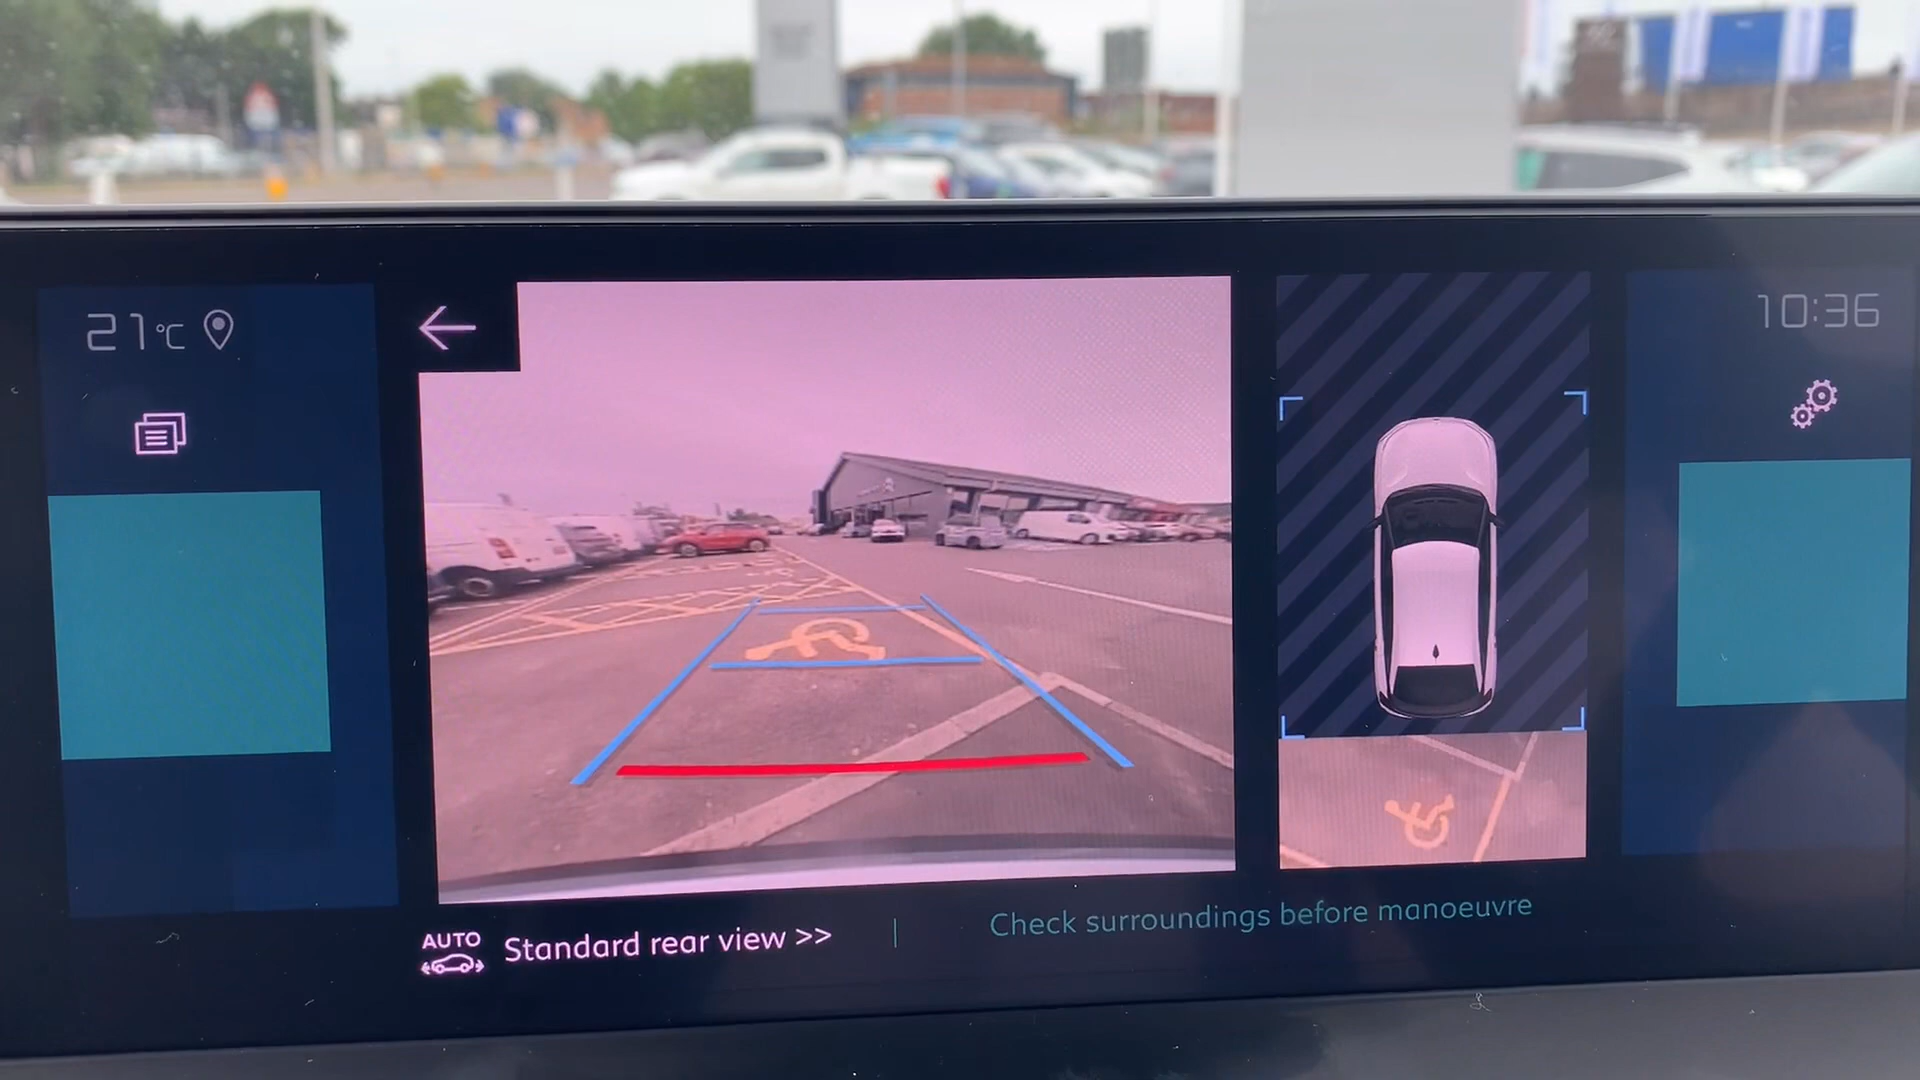 21°C
10:36
AUTO
Standard rear view >>
Check surroundings before manoeuvre